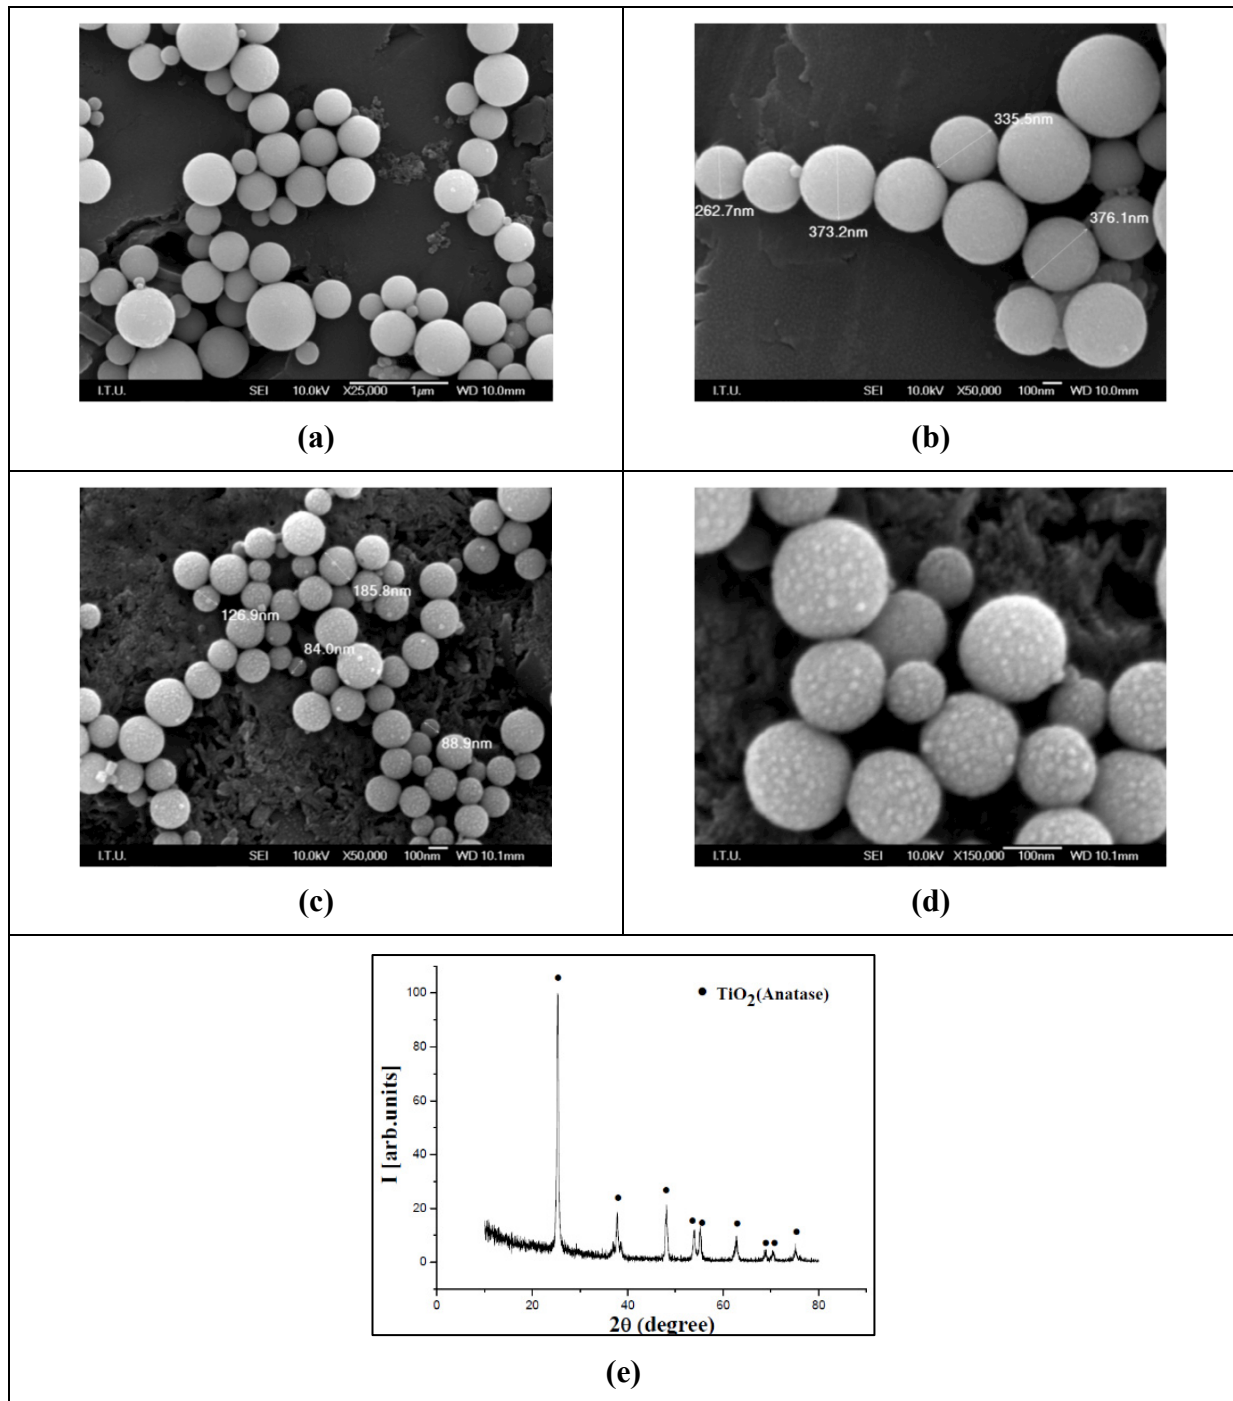 335.5nm
262.7nm
373.2nm
376.1nm
I.T.U. SEI 10.0kV X25,000 1µm WD 10.0mm
I.T.U. SEI 10.0kV X50,000 100nm WD 10.0mm
(a)
(b)
185.8nm
126.9nm
84.0nm
88.9nm
I.T.U. SEI 10.0kV X50,000 100nm WD 10.1mm
I.T.U. SEI 10.0kV X150,000 100nm WD 10.1mm
(c)
(d)
TiO2(Anatase)
I [arb.units]
100
80
60
40
20
0
0 20 40 60 80
2θ (degree)
(e)